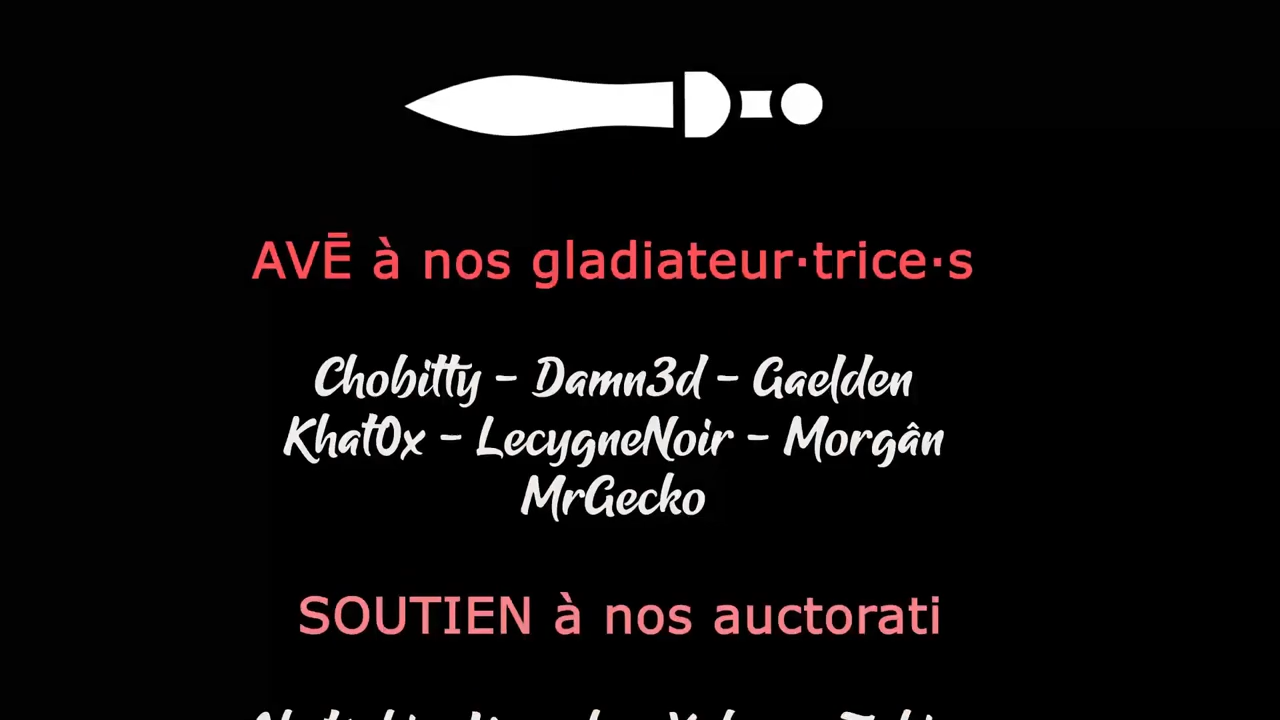 AVĒ à nos gladiateur·trice·s
Chobitty - Damn3d - Gaelden
Khat0x - LecygneNoir - Morgân
MrGecko
SOUTIEN à nos auctorati